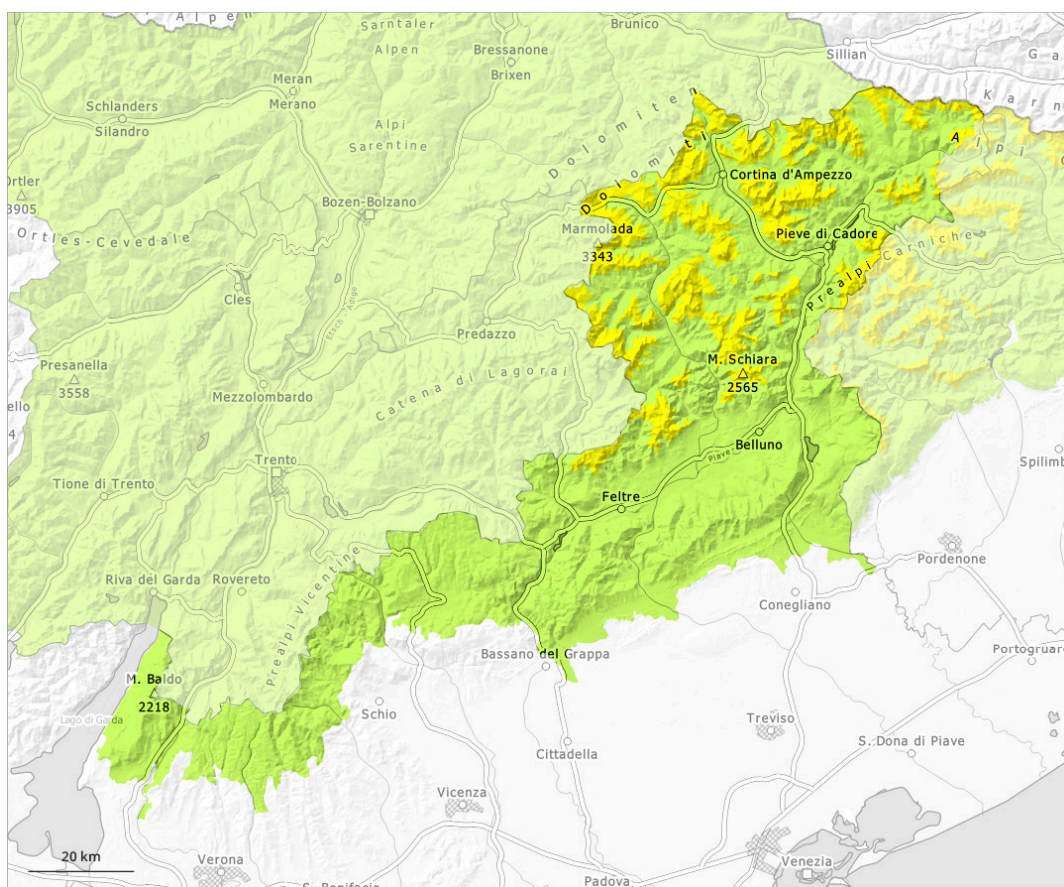 Alpen
Sarntaler
Alpen
Brunico
Bressanone
Brixen
Sillian
G a
K a r n
Meran
Merano
Schlanders
Silandro
Alpi
Sarentine
D o l o m i t e n
D o l o m i t i
A l p i C
Cortina d'Ampezzo
Ortler
3905
Bozen-Bolzano
Marmolada
3343
Pieve di Cadore
Ortles-Cevedale
Prealpi Carniche
Cles
Etsch - Adige
Predazzo
Presanella
3558
Catena di Lagorai
M. Schiara
2565
Mezzolombardo
Belluno
Piave
Trento
Tione di Trento
Feltre
Spilimb
Pordenone
Riva del Garda
Rovereto
Prealpi Vicentine
Conegliano
Bassano del Grappa
Portogruaro
M. Baldo
2218
Lago di Garda
Schio
Treviso
Cittadella
S. Dona di Piave
Vicenza
20 km
Verona
S. Bonifacio
Padova
Venezia